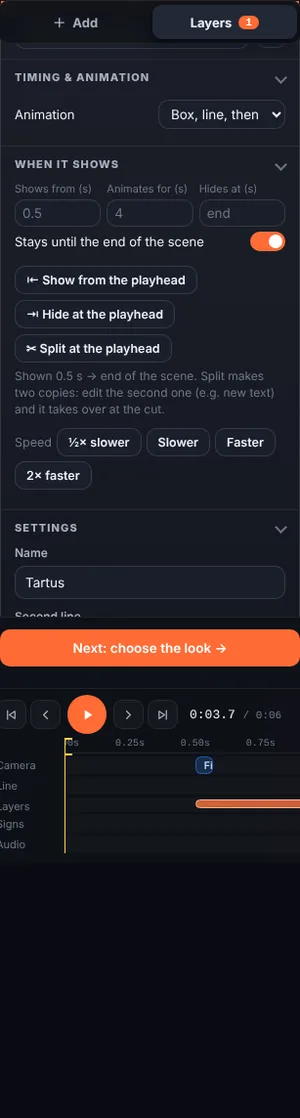 + Add
Layers 1
TIMING & ANIMATION
Animation
Box, line, then
WHEN IT SHOWS
Shows from (s) Animates for (s) Hides at (s)
0.5 4 end
Stays until the end of the scene
⇤ Show from the playhead
⇥ Hide at the playhead
✂ Split at the playhead
Shown 0.5 s → end of the scene. Split makes
two copies: edit the second one (e.g. new text)
and it takes over at the cut.
Speed ½× slower Slower Faster
2× faster
SETTINGS
Name
Tartus
Second line
Next: choose the look →
0:03.7 / 0:06
0s 0.25s 0.50s 0.75s
Camera Fi
Line
Layers
Signs
Audio